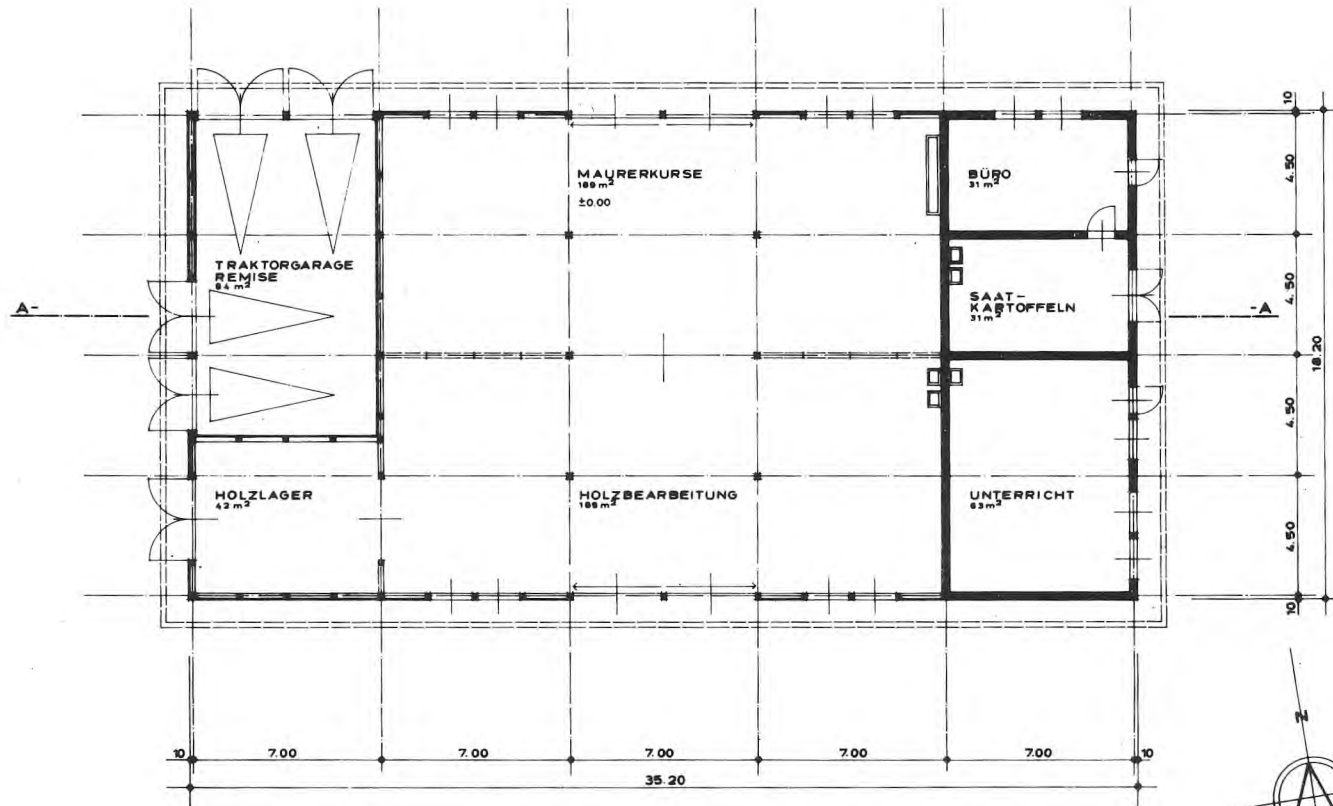 MAURERKURSE
189 m²
±0.00
BÜRO
31 m²
TRAKTORGARAGE
REMISE
84 m²
SAAT-
KARTOFFELN
31 m²
A-
-A
HOLZLAGER
42 m²
HOLZBEARBEITUNG
189 m²
UNTERRICHT
63 m²
10
4.50
4.50
4.50
4.50
10
18.20
10
7.00
7.00
7.00
7.00
7.00
10
35.20
N